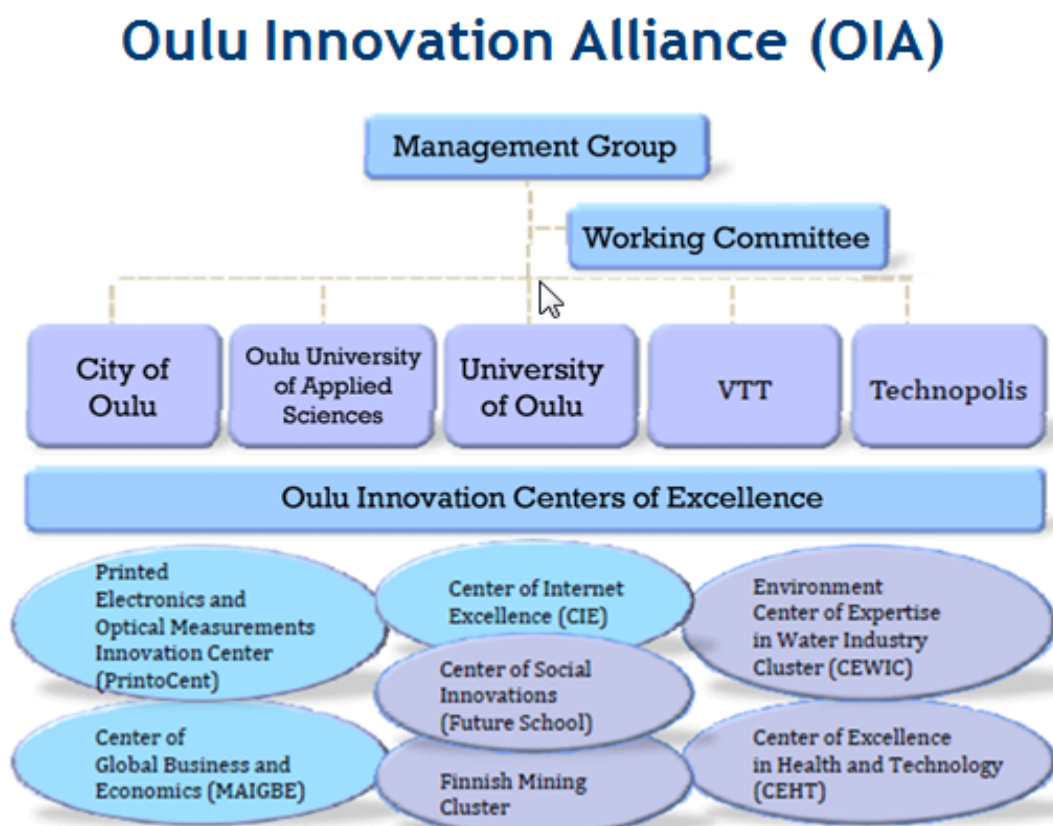 Oulu Innovation Alliance (OIA)
Management Group
Working Committee
City of
Oulu
Oulu University
of Applied
Sciences
University
of Oulu
VTT
Technopolis
Oulu Innovation Centers of Excellence
Printed
Electronics and
Optical Measurements
Innovation Center
(PrintoCent)
Center of Internet
Excellence (CIE)
Environment
Center of Expertise
in Water Industry
Cluster (CEWIC)
Center of Social
Innovations
(Future School)
Center of
Global Business and
Economics (MAIGBE)
Finnish Mining
Cluster
Center of Excellence
in Health and Technology
(CEHT)